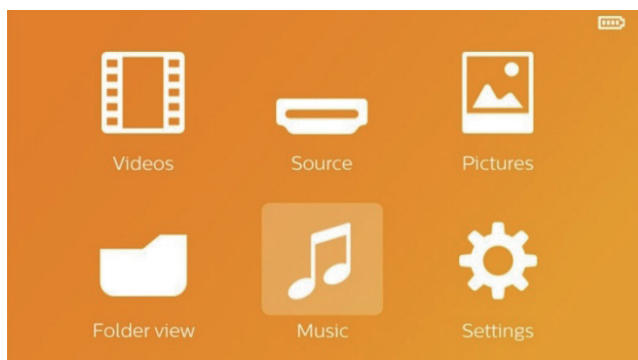 Videos
Source
Pictures
Folder view
Music
Settings